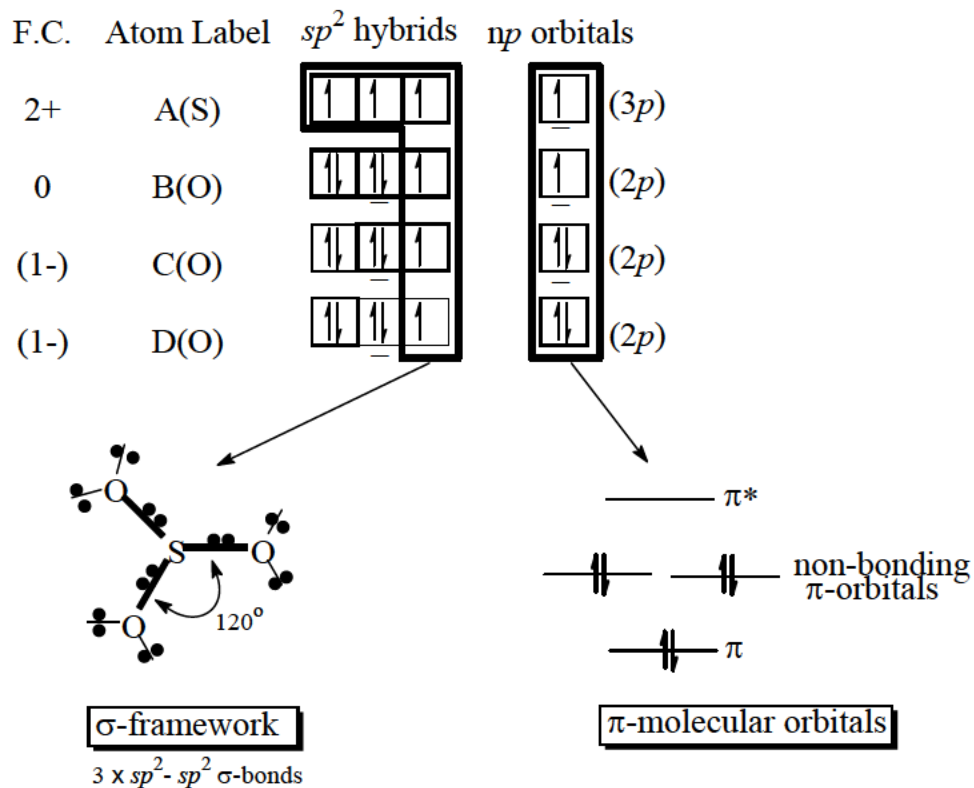 F.C. Atom Label sp² hybrids np orbitals
2+ A(S) (3p)
0 B(O) (2p)
(1-) C(O) (2p)
(1-) D(O) (2p)
π*
O
S O
non-bonding
π-orbitals
120°
O
π
σ-framework π-molecular orbitals
3 x sp²- sp² σ-bonds